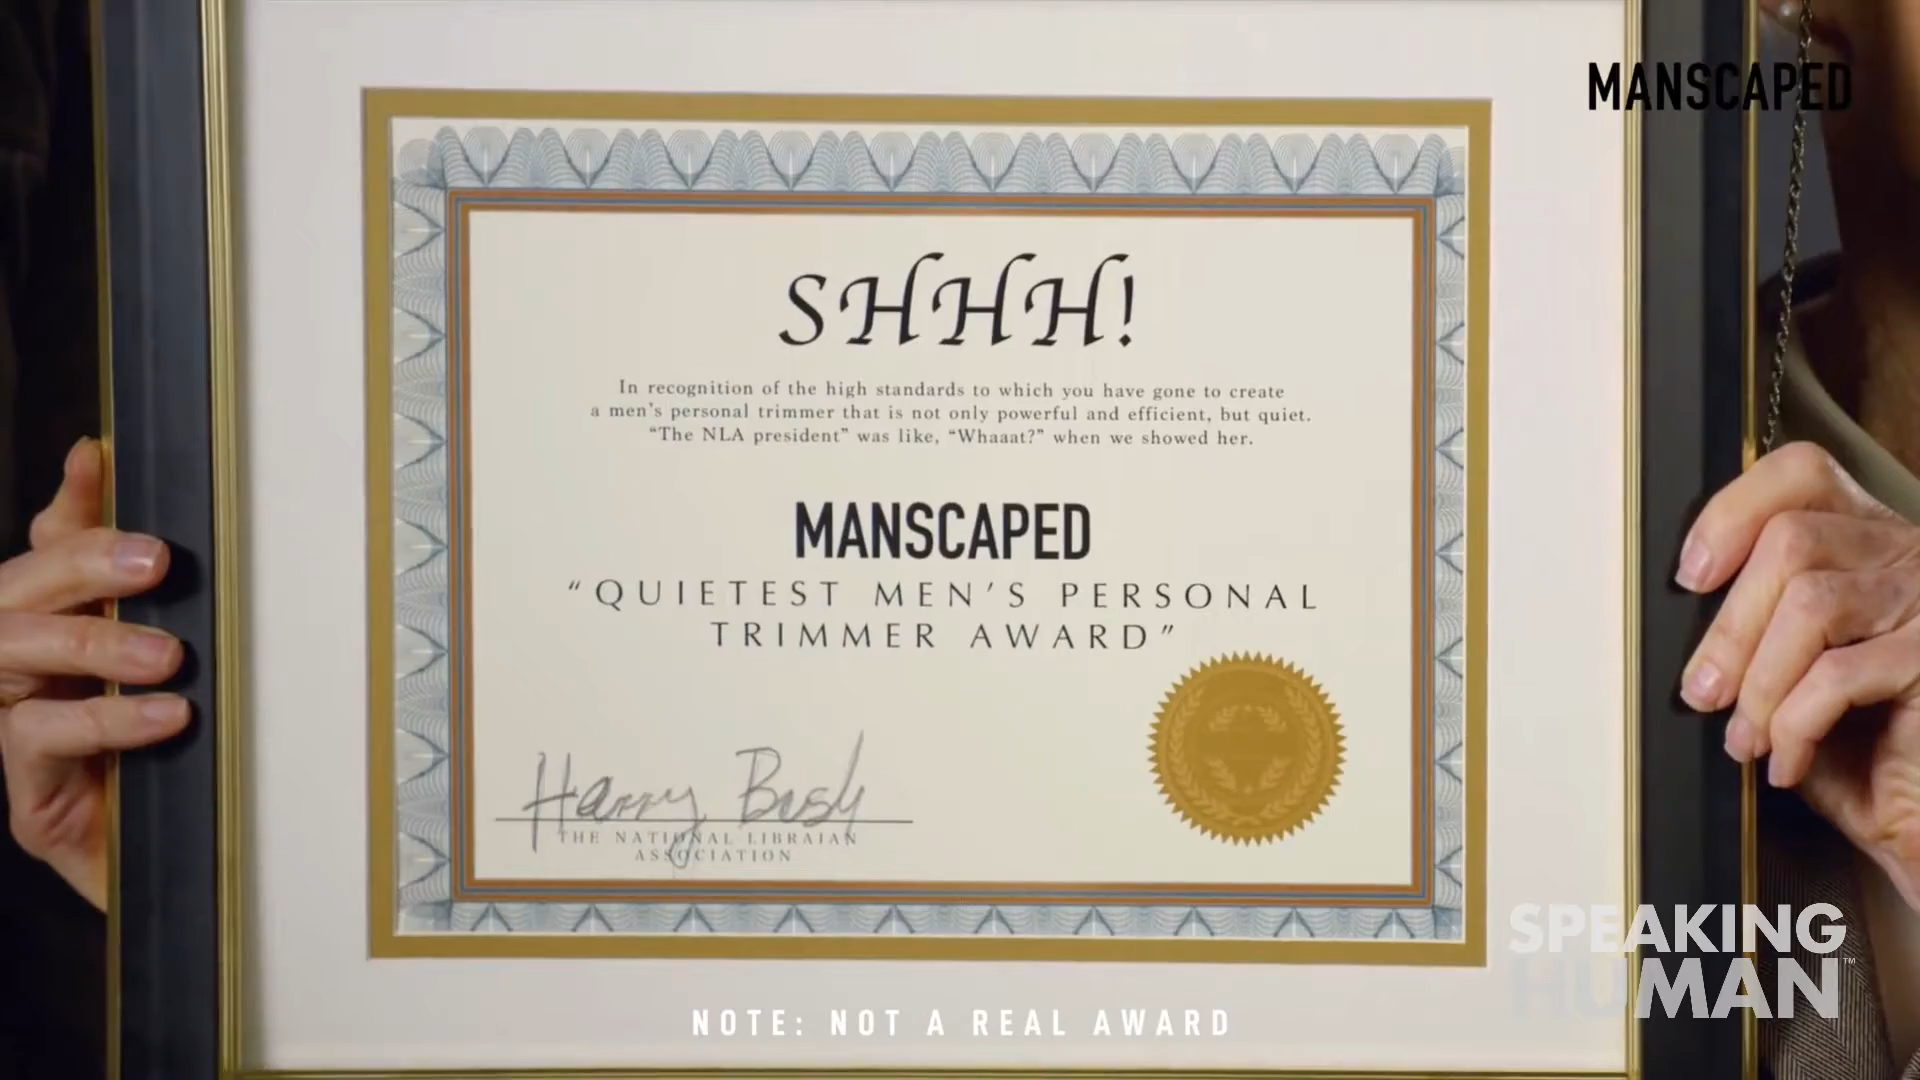 MANSCAPED
SHHH!
In recognition of the high standards to which you have gone to create
a men's personal trimmer that is not only powerful and efficient, but quiet.
“The NLA president” was like, “Whaaat?” when we showed her.
MANSCAPED
“QUIETEST MEN'S PERSONAL
TRIMMER AWARD”
Harry Bush
THE NATIONAL LIBRAIAN
ASSOCIATION
SPEAKING
HUMAN™
NOTE: NOT A REAL AWARD